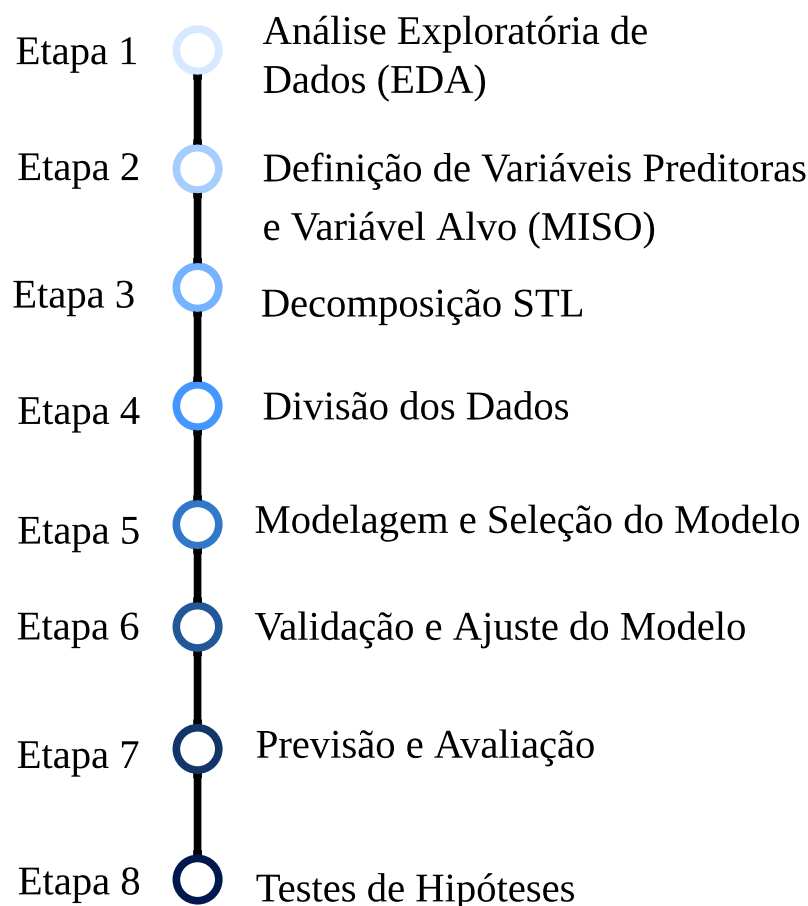 Etapa 1
Análise Exploratória de
Dados (EDA)
Etapa 2
Definição de Variáveis Preditoras
e Variável Alvo (MISO)
Etapa 3
Decomposição STL
Etapa 4
Divisão dos Dados
Etapa 5
Modelagem e Seleção do Modelo
Etapa 6
Validação e Ajuste do Modelo
Etapa 7
Previsão e Avaliação
Etapa 8
Testes de Hipóteses